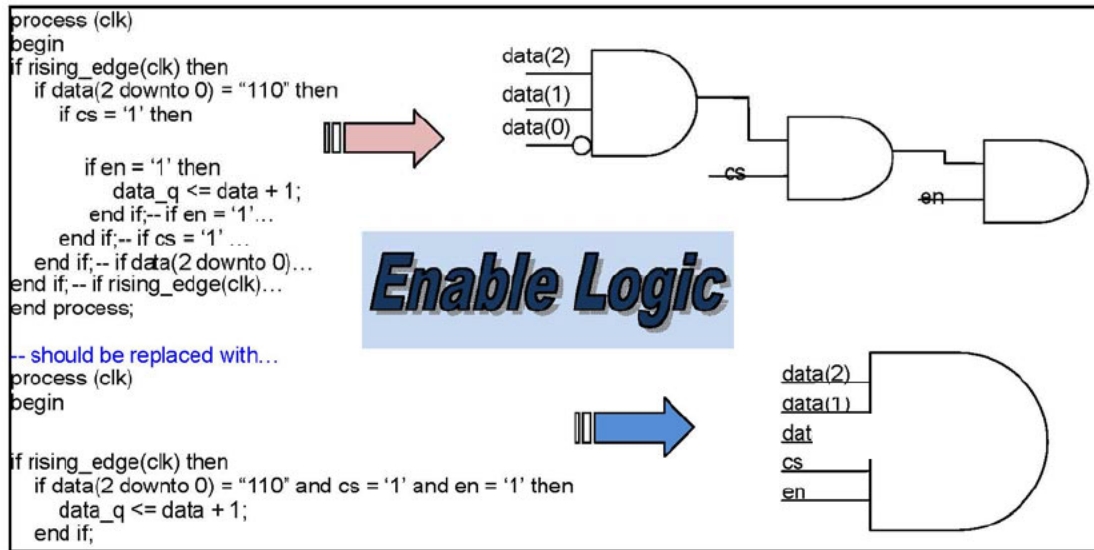 process (clk)
begin
if rising_edge(clk) then
if data(2 downto 0) = “110” then
if cs = ‘1’ then
if en = ‘1’ then
data_q <= data + 1;
end if;-- if en = ‘1’…
end if;-- if cs = ‘1’ …
end if;-- if data(2 downto 0)…
end if;-- if rising_edge(clk)…
end process;
-- should be replaced with…
process (clk)
begin
if rising_edge(clk) then
if data(2 downto 0) = “110” and cs = ‘1’ and en = ‘1’ then
data_q <= data + 1;
end if;
data(2)
data(1)
data(0)
cs
en
Enable Logic
data(2)
data(1)
dat
cs
en